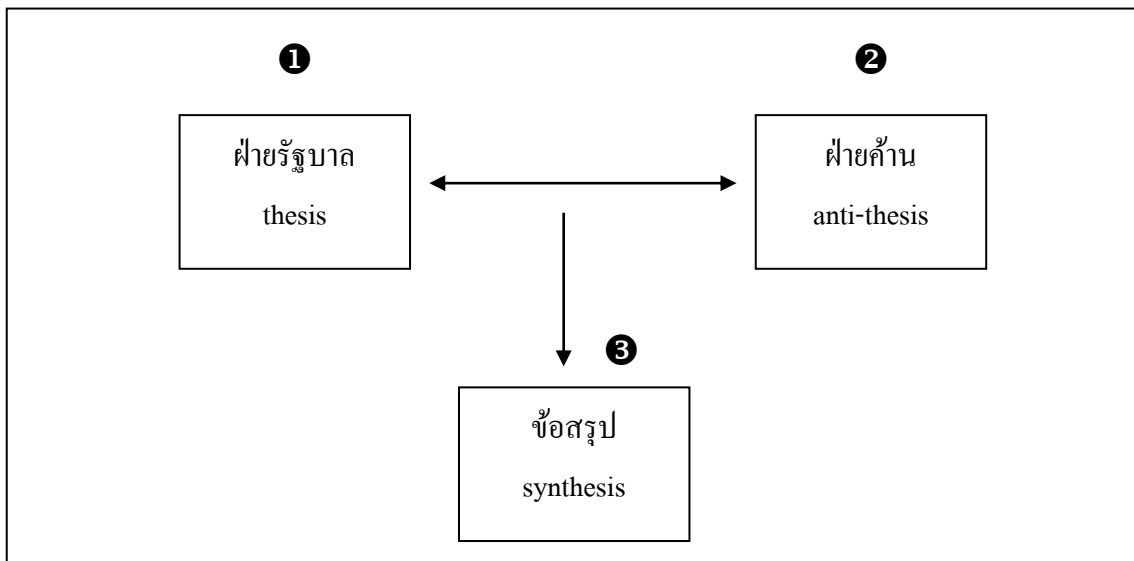 ❶
❷
ฝ่ายรัฐบาล
thesis
ฝ่ายค้าน
anti-thesis
❸
ข้อสรุป
synthesis